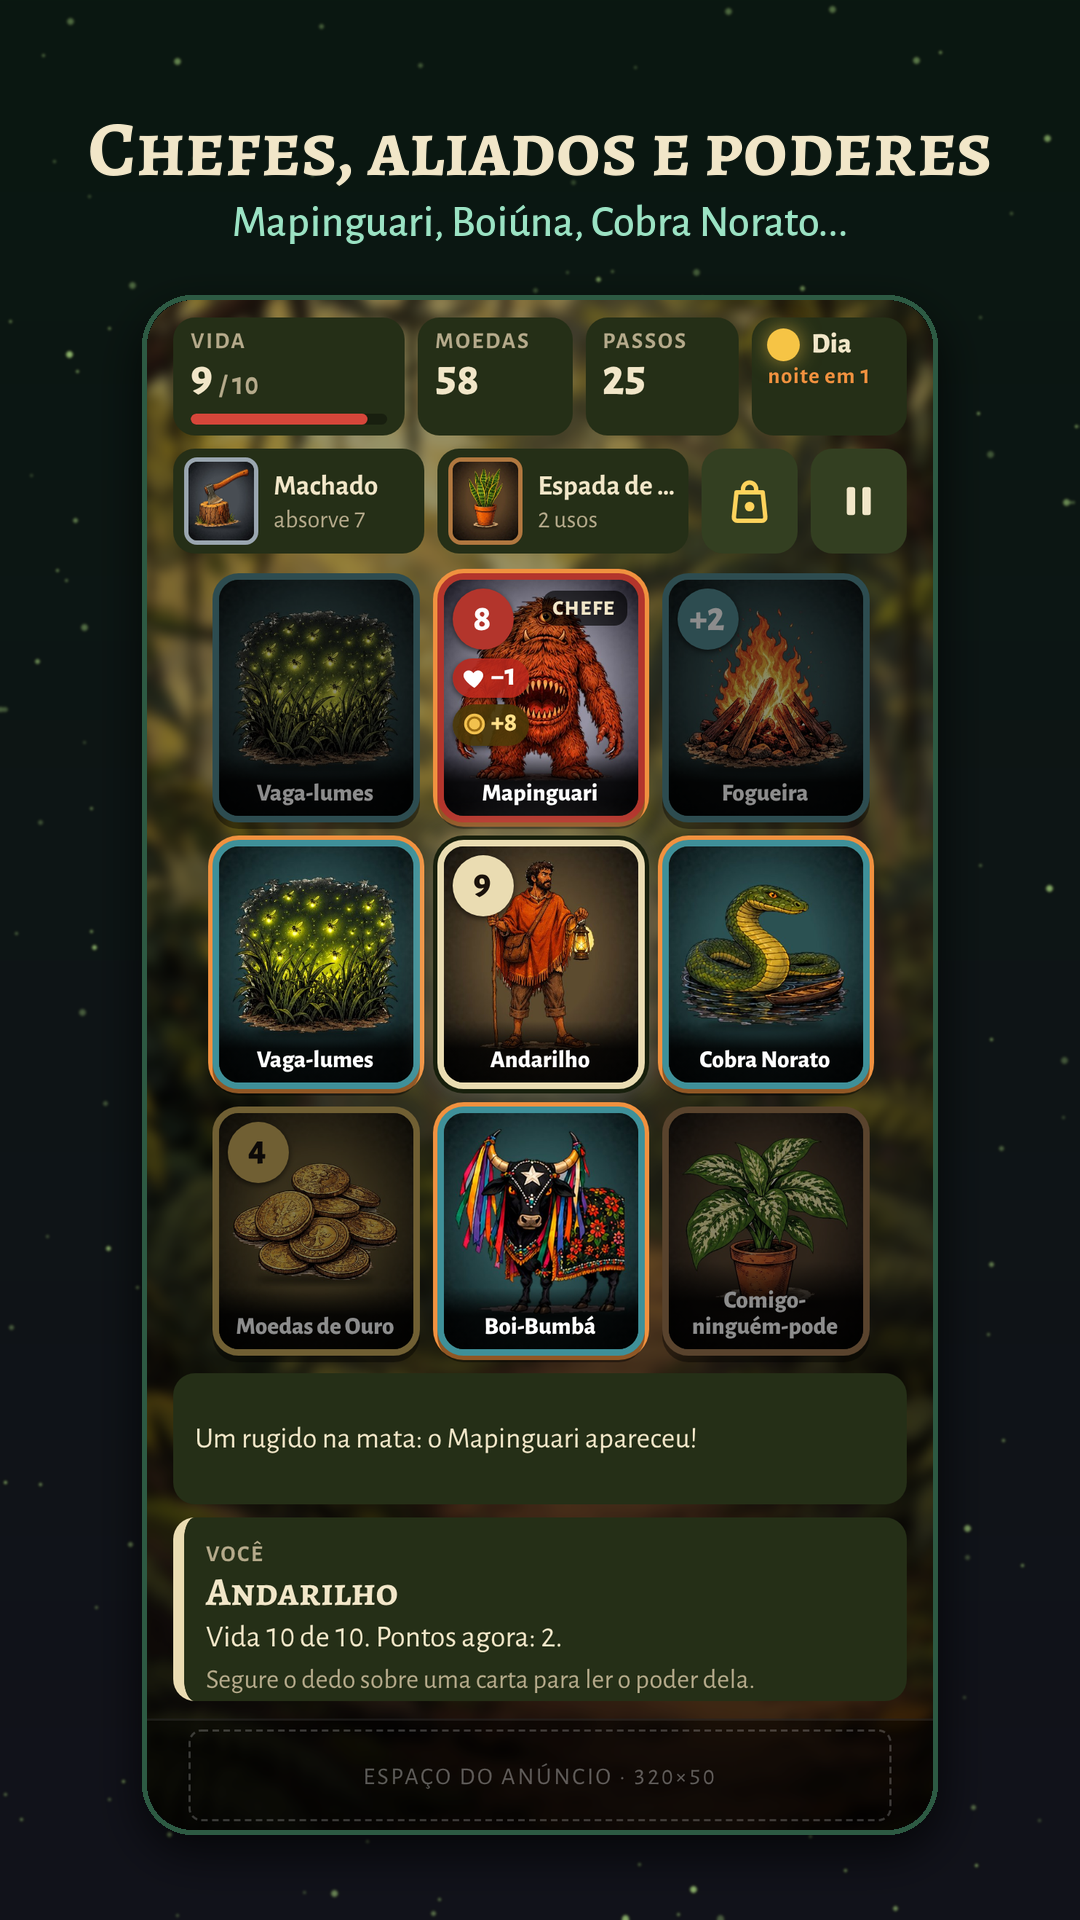 Chefes, aliados e poderes
Mapinguari, Boiúna, Cobra Norato...
VIDA
9 / 10
MOEDAS
58
PASSOS
25
Dia
noite em 1
Machado
absorve 7
Espada de ...
2 usos
Vaga-lumes
8
CHEFE
−1
+8
Mapinguari
+2
Fogueira
Vaga-lumes
9
Andarilho
Cobra Norato
4
Moedas de Ouro
Boi-Bumbá
Comigo-
ninguém-pode
Um rugido na mata: o Mapinguari apareceu!
VOCÊ
Andarilho
Vida 10 de 10. Pontos agora: 2.
Segure o dedo sobre uma carta para ler o poder dela.
ESPAÇO DO ANÚNCIO · 320×50